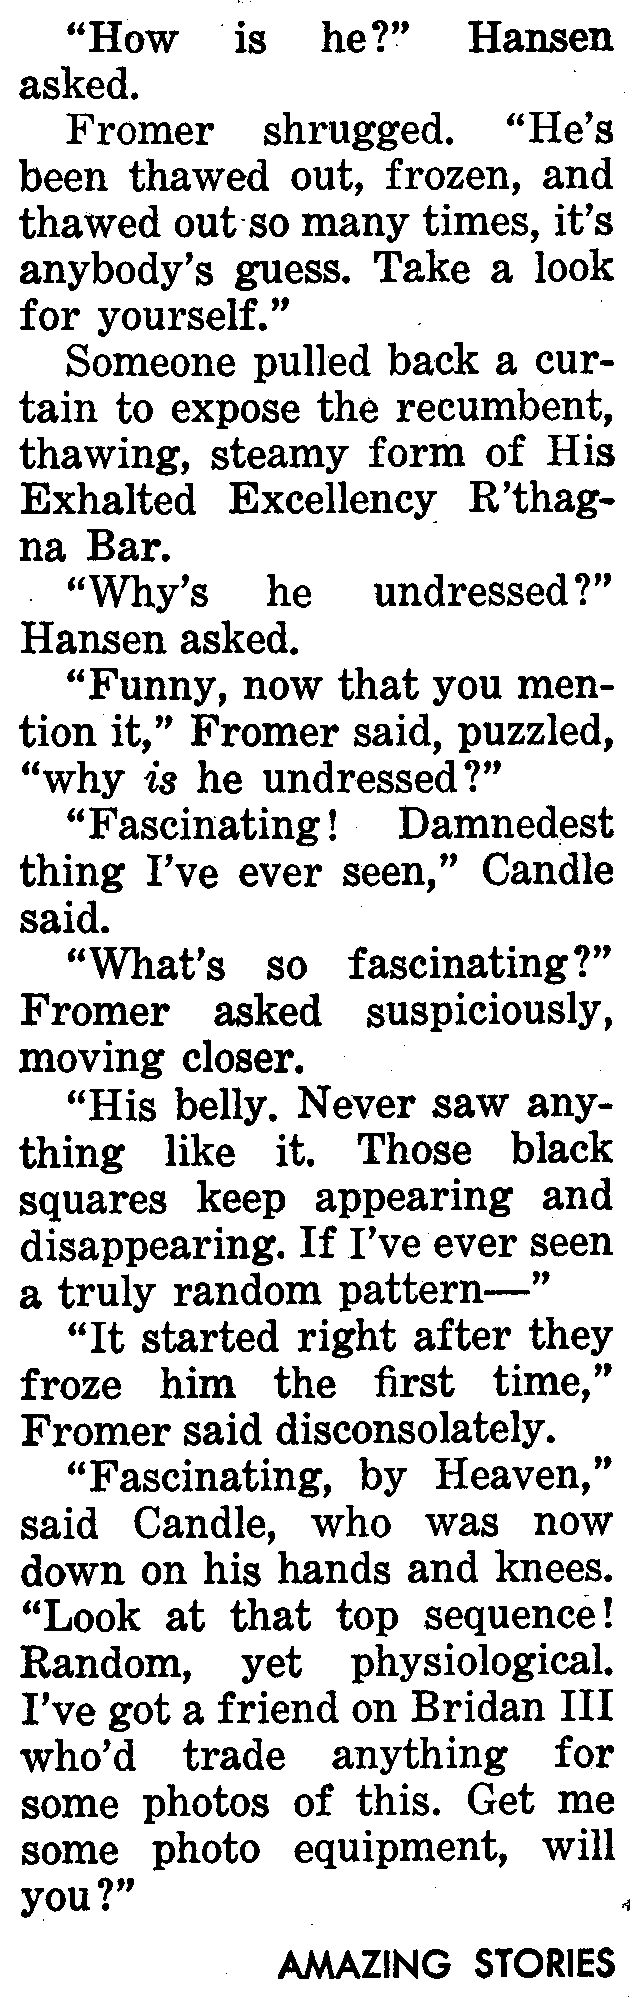 “How is he?” Hansen
asked.
Fromer shrugged. “He’s
been thawed out, frozen, and
thawed out so many times, it’s
anybody’s guess. Take a look
for yourself.”
Someone pulled back a cur-
tain to expose the recumbent,
thawing, steamy form of His
Exhalted Excellency R’thag-
na Bar.
“Why’s he undressed?”
Hansen asked.
“Funny, now that you men-
tion it,” Fromer said, puzzled,
“why is he undressed?”
“Fascinating! Damnedest
thing I’ve ever seen,” Candle
said.
“What’s so fascinating?”
Fromer asked suspiciously,
moving closer.
“His belly. Never saw any-
thing like it. Those black
squares keep appearing and
disappearing. If I’ve ever seen
a truly random pattern—”
“It started right after they
froze him the first time,”
Fromer said disconsolately.
“Fascinating, by Heaven,”
said Candle, who was now
down on his hands and knees.
“Look at that top sequence!
Random, yet physiological.
I’ve got a friend on Bridan III
who’d trade anything for
some photos of this. Get me
some photo equipment, will
you?”
AMAZING STORIES